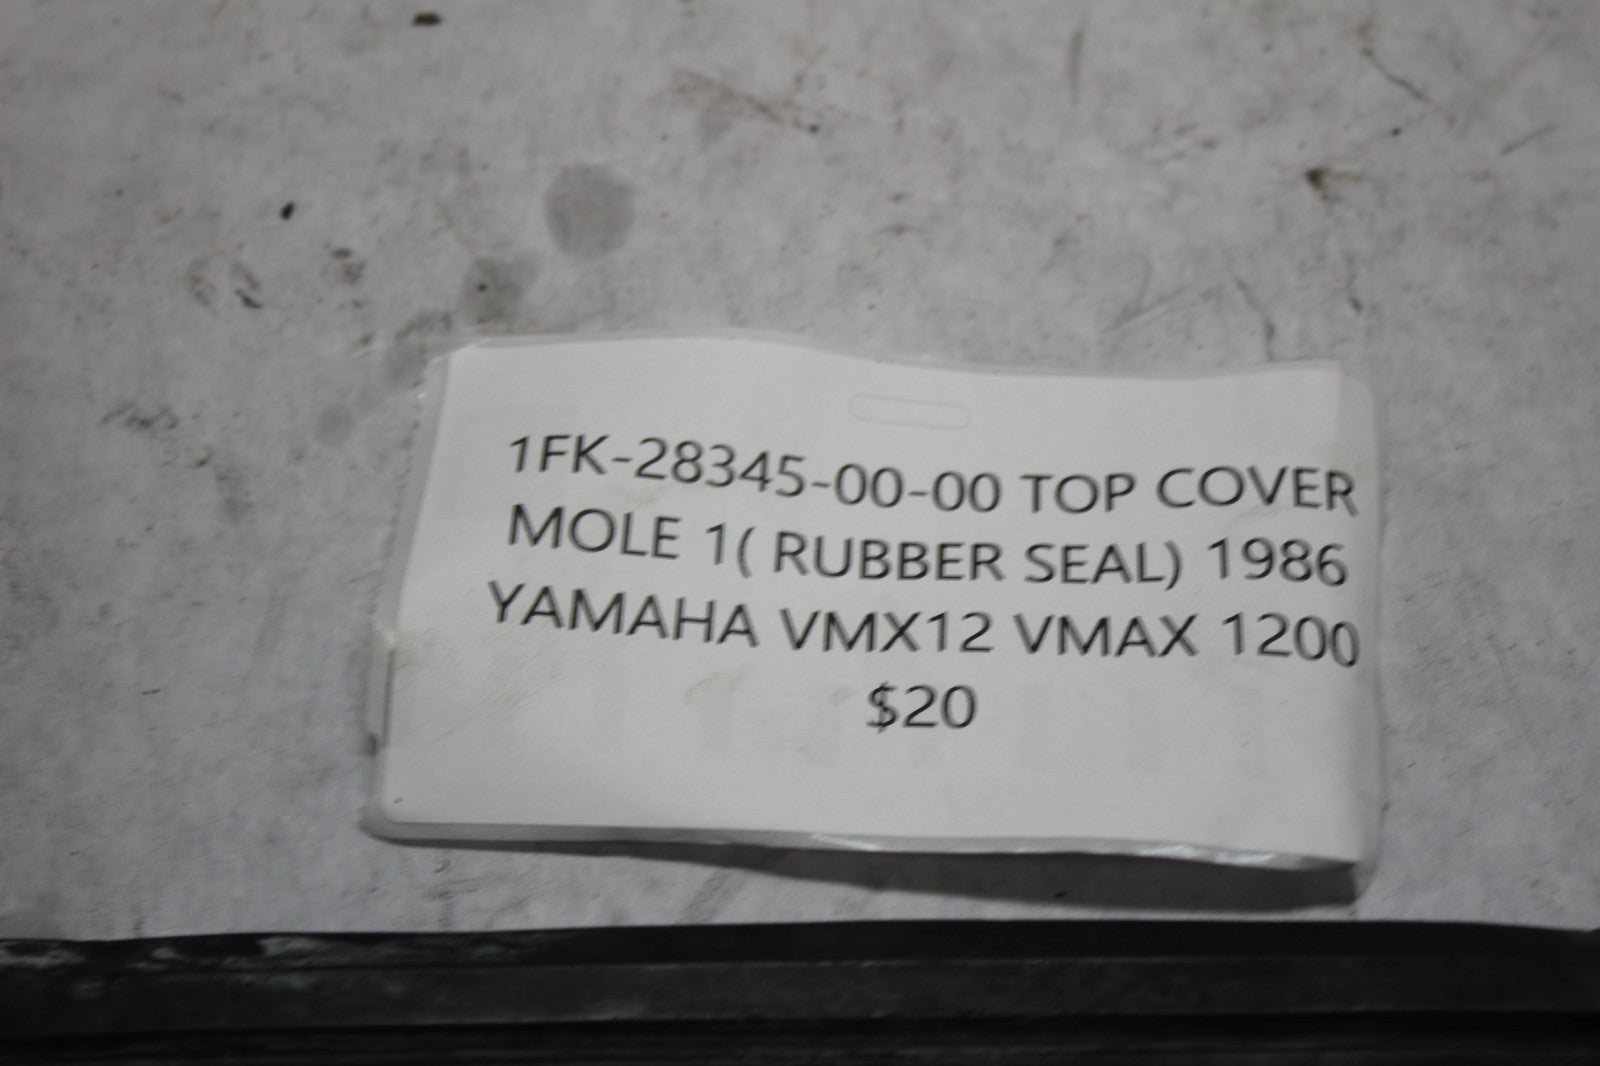 1FK-28345-00-00 TOP COVER
MOLE 1( RUBBER SEAL) 1986
YAMAHA VMX12 VMAX 1200
$20